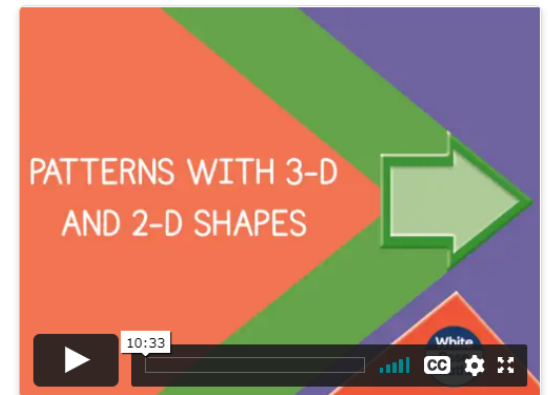 PATTERNS WITH 3-D
AND 2-D SHAPES
10:33
White
CC